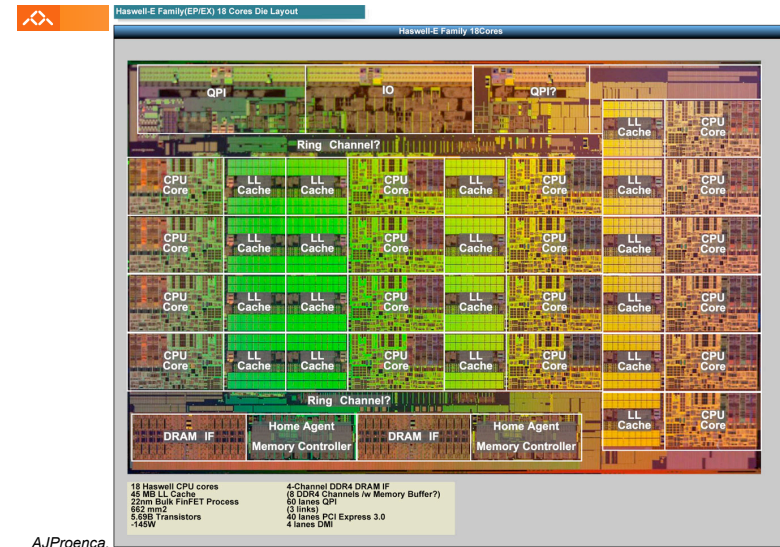 Haswell-E Family(EP/EX) 18 Cores Die Layout
Haswell-E Family 18Cores
QPI
IO
QPI?
LL
Cache
CPU
Core
Ring Channel?
CPU
Core
LL
Cache
LL
Cache
CPU
Core
LL
Cache
CPU
Core
LL
Cache
CPU
Core
CPU
Core
LL
Cache
LL
Cache
CPU
Core
LL
Cache
CPU
Core
LL
Cache
CPU
Core
CPU
Core
LL
Cache
LL
Cache
CPU
Core
LL
Cache
CPU
Core
LL
Cache
CPU
Core
CPU
Core
LL
Cache
LL
Cache
CPU
Core
LL
Cache
CPU
Core
LL
Cache
CPU
Core
Ring Channel?
LL
Cache
CPU
Core
DRAM IF
Home Agent
Memory Controller
DRAM IF
Home Agent
Memory Controller
18 Haswell CPU cores
45 MB LL Cache
22nm Bulk FinFET Process
662 mm2
5.69B Transistors
-145W
4-Channel DDR4 DRAM IF
(8 DDR4 Channels /w Memory Buffer?)
60 lanes QPI
(3 links)
40 lanes PCI Express 3.0
4 lanes DMI
AJProença,